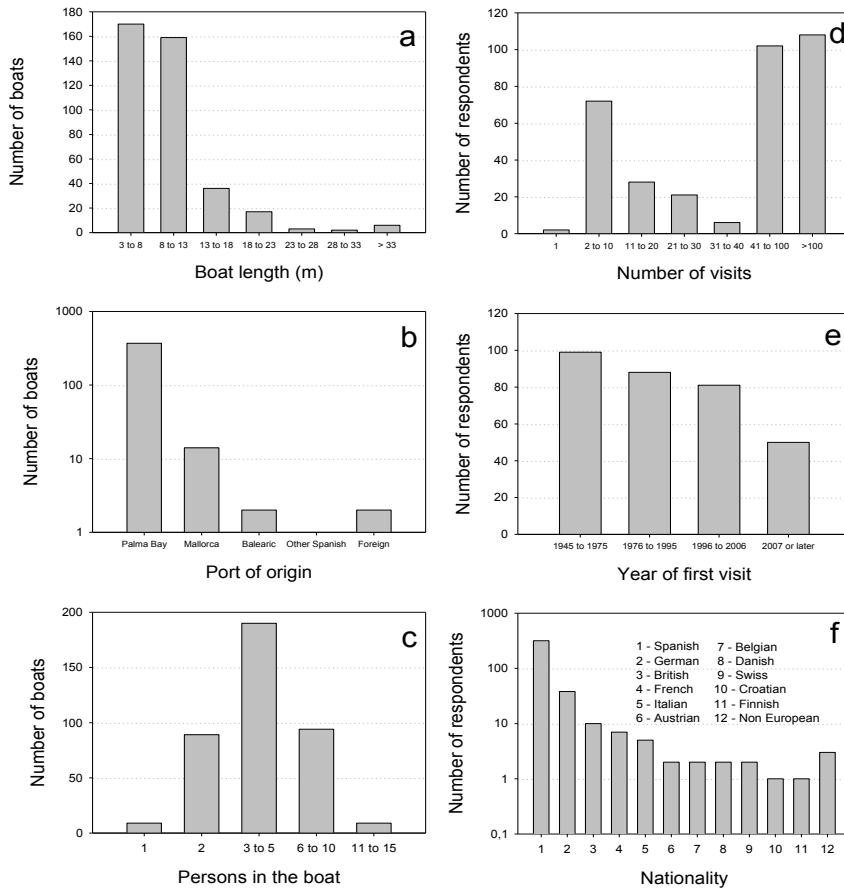 a
180
160
140
120
100
80
60
40
20
0
Number of boats
3 to 8 8 to 13 13 to 18 18 to 23 23 to 28 28 to 33 > 33
Boat length (m)
b
1000
100
10
1
Number of boats
Palma Bay Mallorca Balearic Other Spanish Foreign
Port of origin
c
200
150
100
50
0
Number of boats
1 2 3 to 5 6 to 10 11 to 15
Persons in the boat
d
120
100
80
60
40
20
0
Number of respondents
1 2 to 10 11 to 20 21 to 30 31 to 40 41 to 100 >100
Number of visits
e
120
100
80
60
40
20
0
Number of respondents
1945 to 1975 1976 to 1995 1996 to 2006 2007 or later
Year of first visit
f
1000
100
10
1
0,1
Number of respondents
1 - Spanish 7 - Belgian
2 - German 8 - Danish
3 - British 9 - Swiss
4 - French 10 - Croatian
5 - Italian 11 - Finnish
6 - Austrian 12 - Non European
1 2 3 4 5 6 7 8 9 10 11 12
Nationality